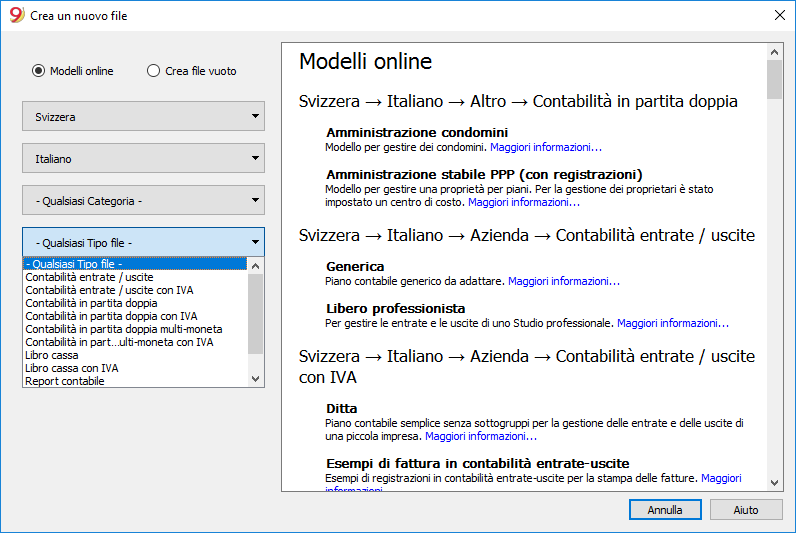 Crea un nuovo file
Modelli online
Crea file vuoto
Svizzera
Italiano
- Qualsiasi Categoria -
- Qualsiasi Tipo file -
- Qualsiasi Tipo file -
Contabilità entrate / uscite
Contabilità entrate / uscite con IVA
Contabilità in partita doppia
Contabilità in partita doppia con IVA
Contabilità in partita doppia multi-moneta
Contabilità in part...ulti-moneta con IVA
Libro cassa
Libro cassa con IVA
Report contabile
Modelli online
Svizzera → Italiano → Altro → Contabilità in partita doppia
Amministrazione condomini
Modello per gestire dei condomini. Maggiori informazioni...
Amministrazione stabile PPP (con registrazioni)
Modello per gestire una proprietà per piani. Per la gestione dei proprietari è stato
impostato un centro di costo. Maggiori informazioni...
Svizzera → Italiano → Azienda → Contabilità entrate / uscite
Generica
Piano contabile generico da adattare. Maggiori informazioni...
Libero professionista
Per gestire le entrate e le uscite di uno Studio professionale. Maggiori informazioni...
Svizzera → Italiano → Azienda → Contabilità entrate / uscite
con IVA
Ditta
Piano contabile semplice senza sottogruppi per la gestione delle entrate e delle uscite di
una piccola impresa. Maggiori informazioni...
Esempi di fattura in contabilità entrate-uscite
Esempi di registrazioni in contabilità entrate-uscite per la stampa delle fatture. Maggiori
informazioni...
Annulla
Aiuto